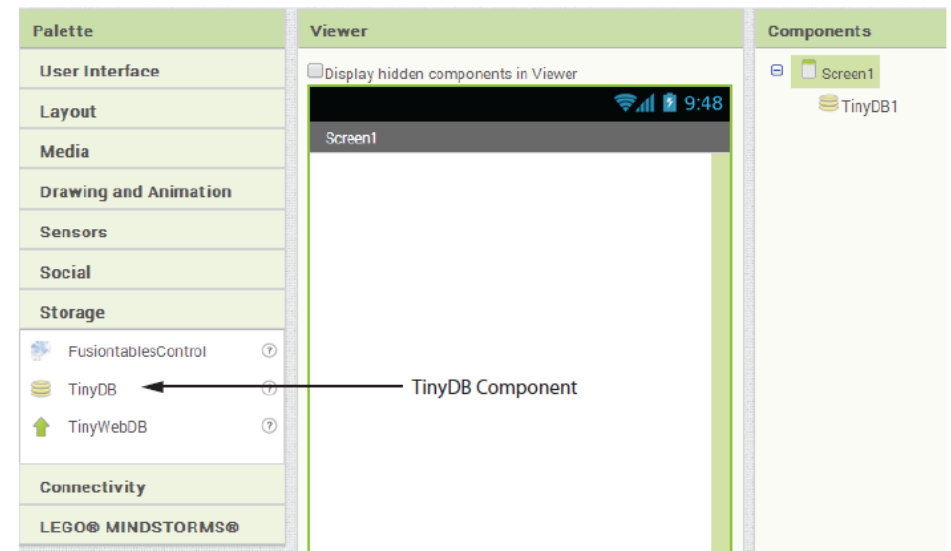 Palette
User Interface
Layout
Media
Drawing and Animation
Sensors
Social
Storage
FusiontablesControl ?
TinyDB ?
TinyWebDB ?
Connectivity
LEGO® MINDSTORMS®
Viewer
Display hidden components in Viewer
9:48
Screen1
TinyDB Component
Components
Screen1
TinyDB1